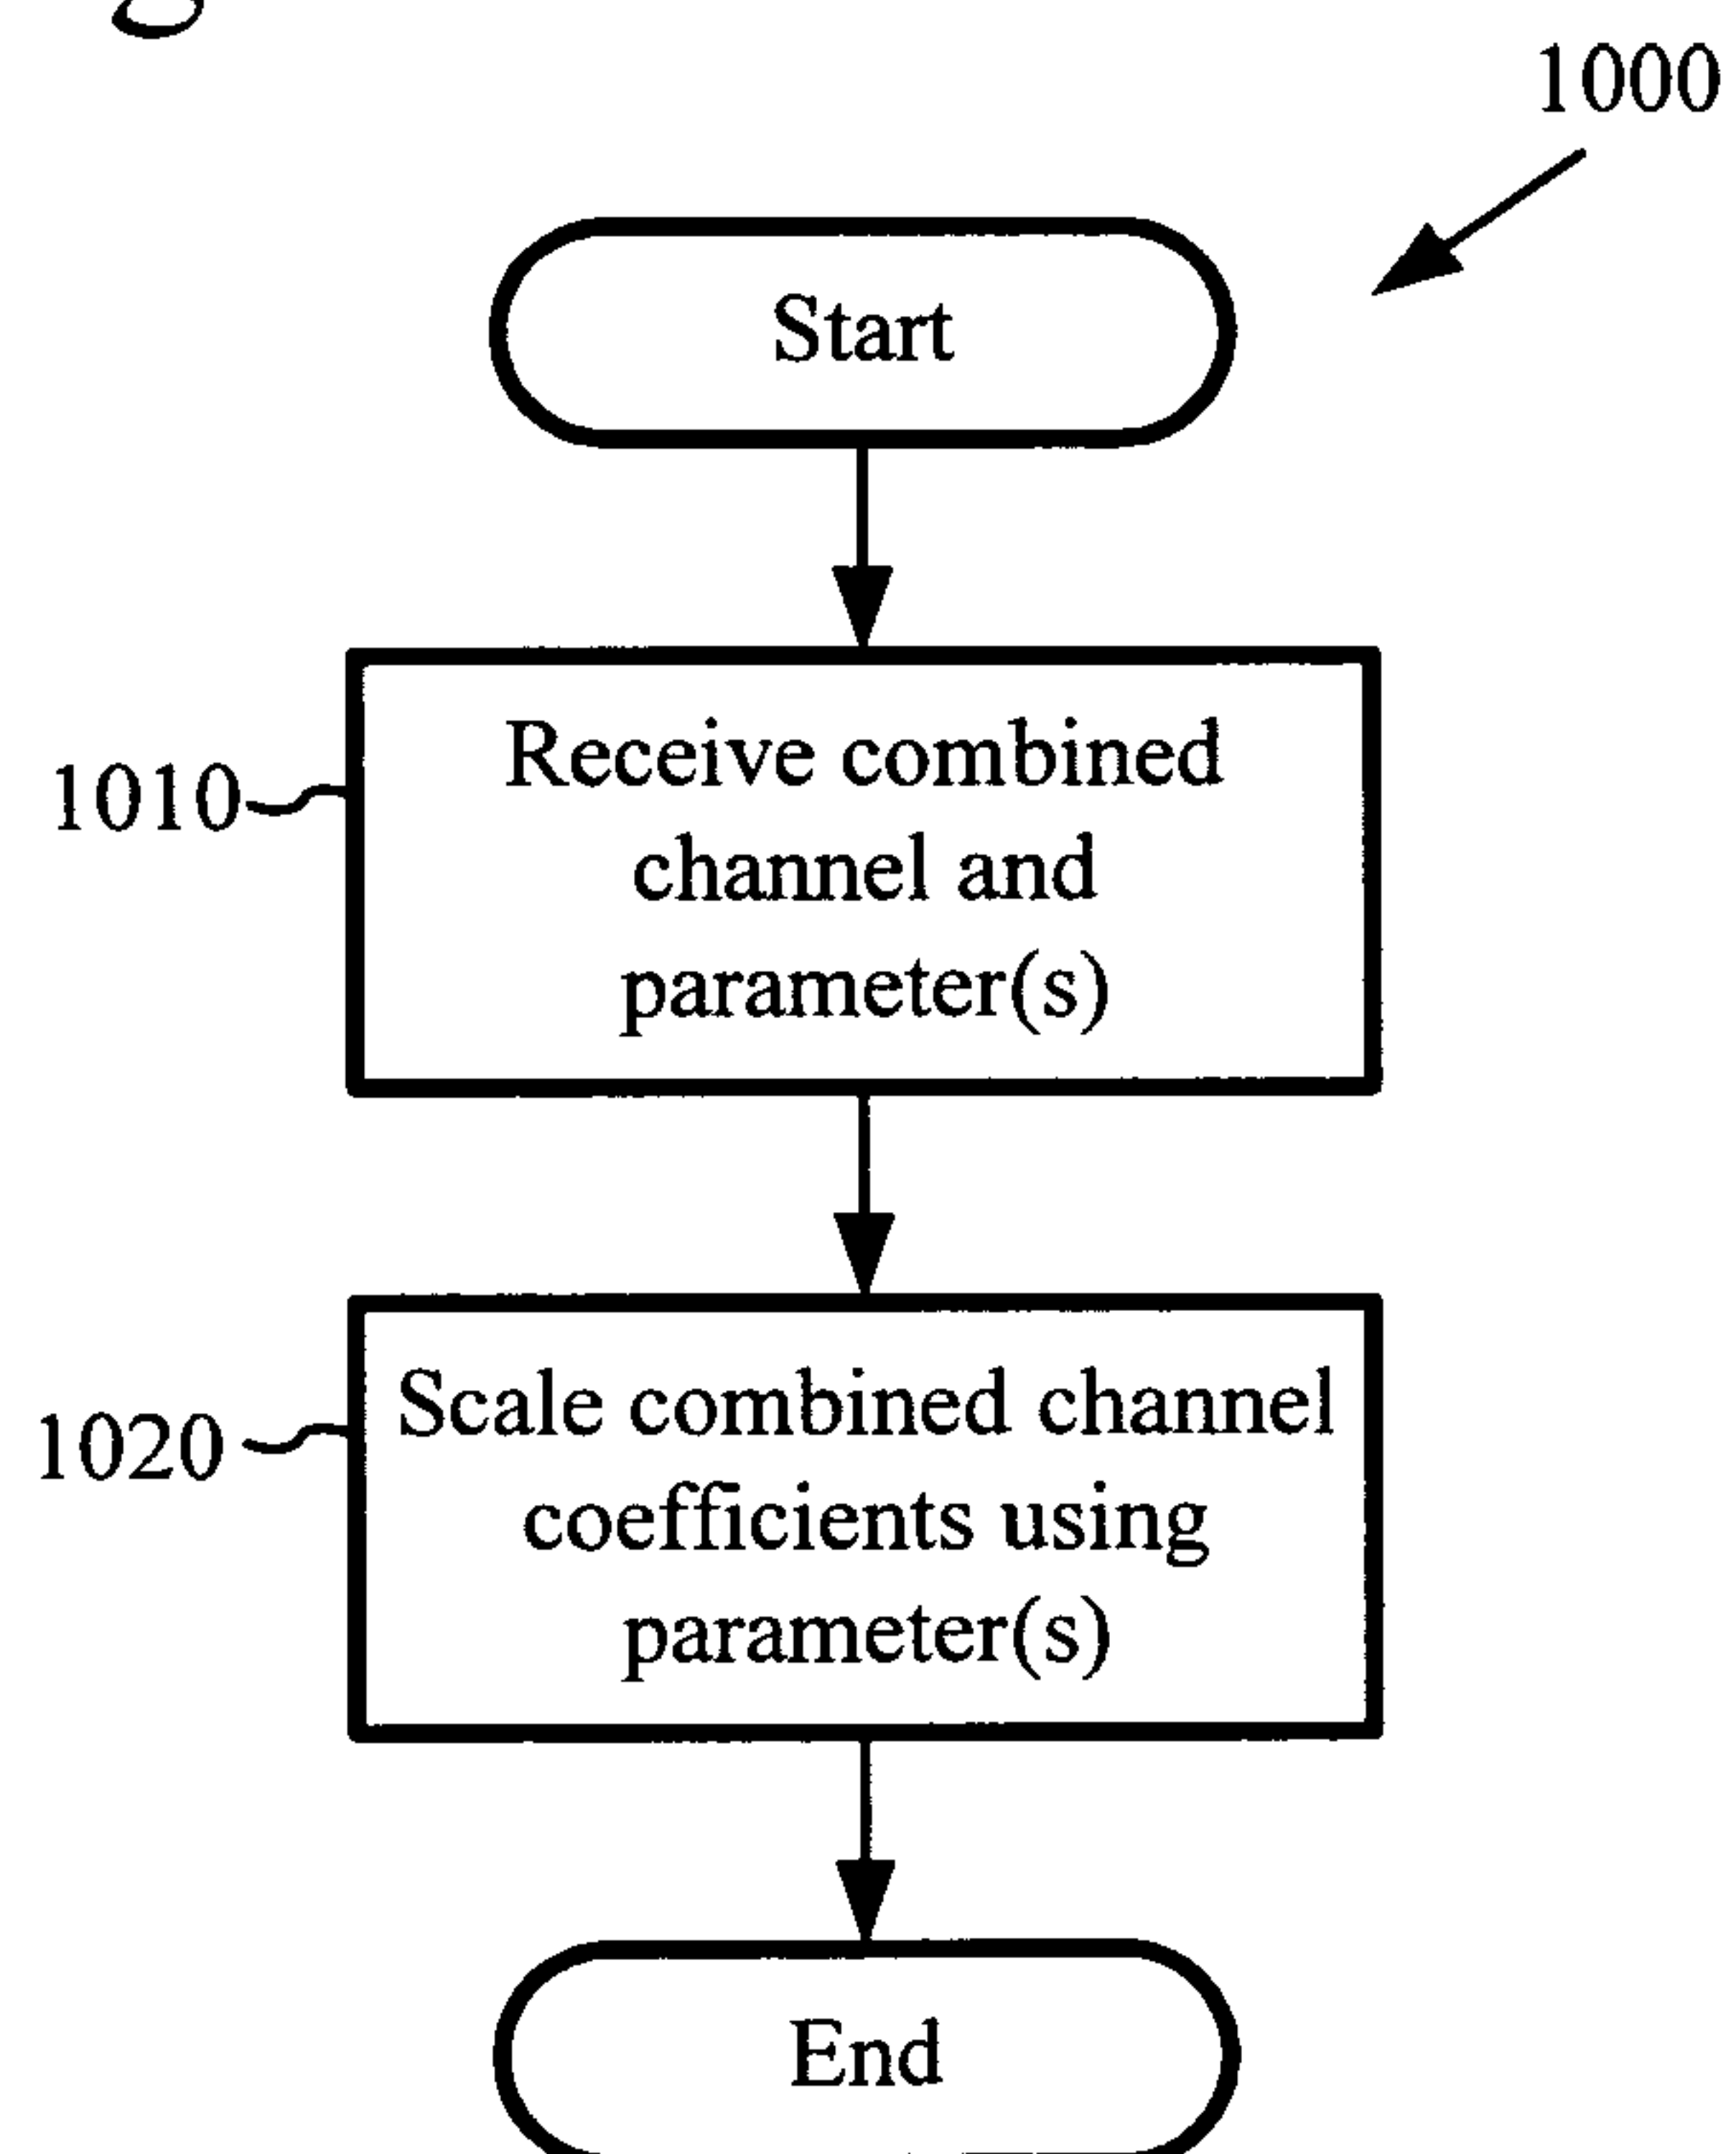 1000
Start
1010
Receive combined
channel and
parameter(s)
1020
Scale combined channel
coefficients using
parameter(s)
End